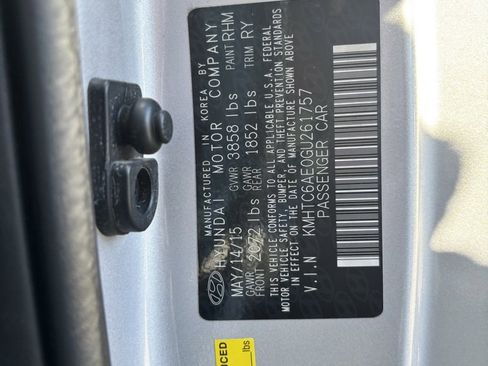 MANUFACTURED IN KOREA BY
HYUNDAI MOTOR COMPANY
MAY/14/15 GVWR 3858 lbs PAINT RHM
GAWR FRONT 2072 lbs GAWR REAR 1852 lbs TRIM RY
THIS VEHICLE CONFORMS TO ALL APPLICABLE U.S.A. FEDERAL
MOTOR VEHICLE SAFETY, BUMPER, AND THEFT PREVENTION STANDARDS
IN EFFECT ON THE DATE OF MANUFACTURE SHOWN ABOVE
V.I.N KMHTC6AE0GU261757
PASSENGER CAR
lbs